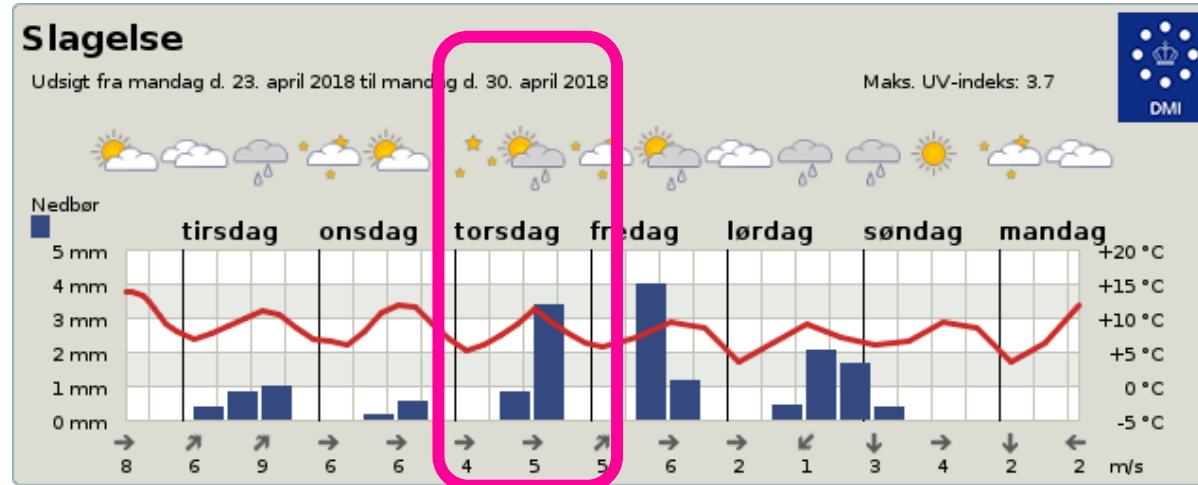 Slagelse
Udsigt fra mandag d. 23. april 2018 til mandag d. 30. april 2018
Maks. UV-indeks: 3.7
DMI
Nedbør
tirsdag onsdag torsdag fredag lørdag søndag mandag
5 mm +20 °C
4 mm +15 °C
3 mm +10 °C
2 mm +5 °C
1 mm 0 °C
0 mm -5 °C
8 6 9 6 6 4 5 5 6 2 1 3 4 2 2 m/s